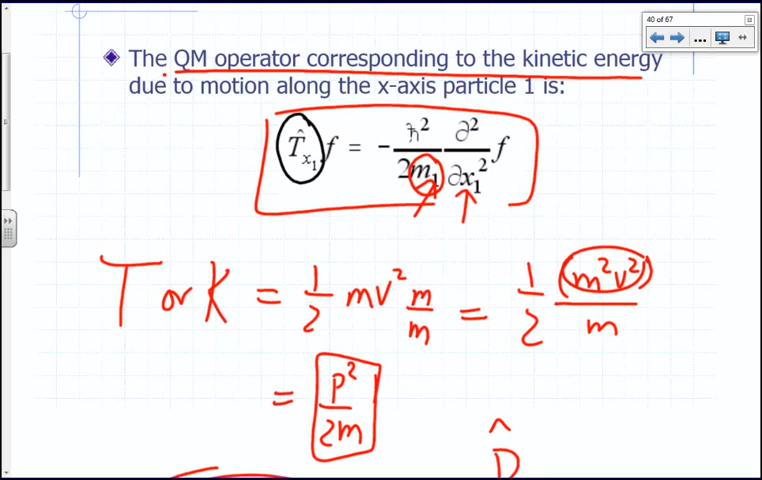 40 of 67
The QM operator corresponding to the kinetic energy
due to motion along the x-axis particle 1 is:
T̂ₓ₁ f = - ħ²/2m₁ ∂²/∂x₁² f
T or K = 1/2 mv² m/m = 1/2 (m²v²)/m
= p²/2m
D̂